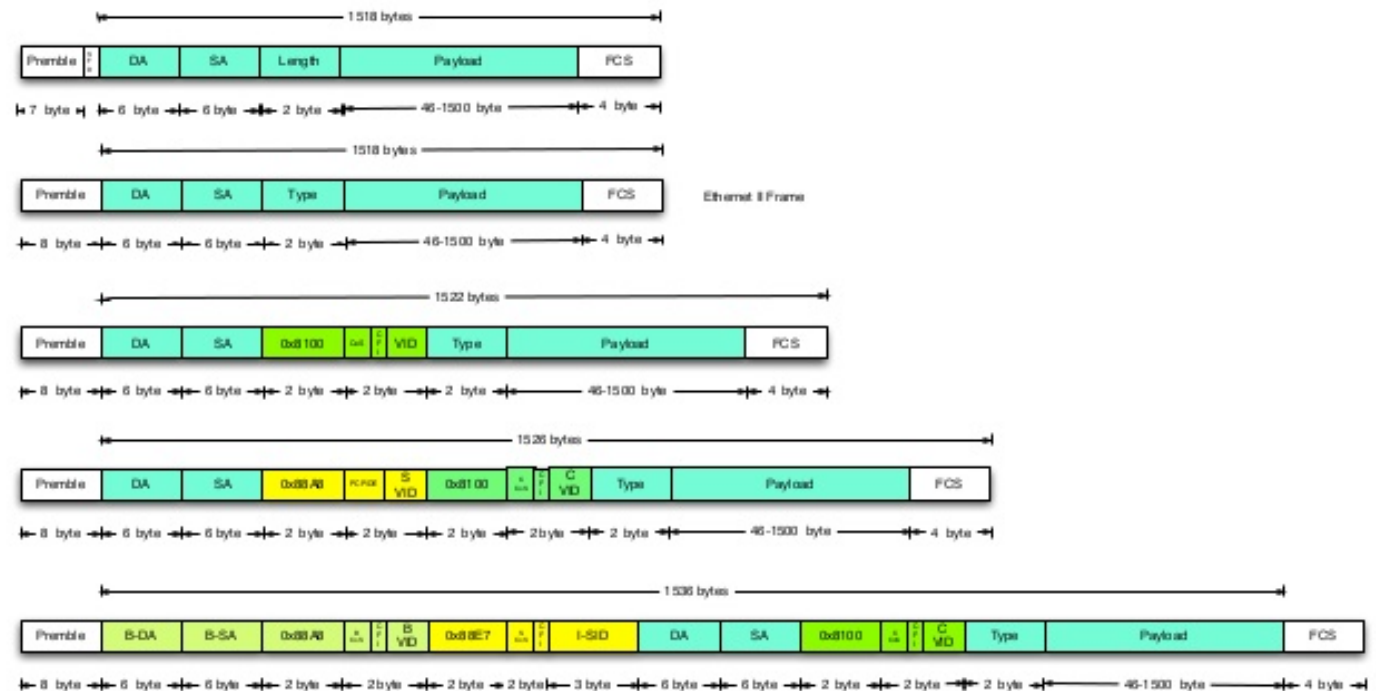 1518 bytes
Premble DA SA Length Payload FCS
7 byte 6 byte 6 byte 2 byte 46-1500 byte 4 byte
1518 bytes
Premble DA SA Type Payload FCS
Ethernet II Frame
8 byte 6 byte 6 byte 2 byte 46-1500 byte 4 byte
1522 bytes
Premble DA SA 0x8100 CoS CFI VID Type Payload FCS
8 byte 6 byte 6 byte 2 byte 2 byte 2 byte 46-1500 byte 4 byte
1526 bytes
Premble DA SA 0x88A8 S VID 0x8100 CFI C VID Type Payload FCS
8 byte 6 byte 6 byte 2 byte 2 byte 2 byte 2byte 2 byte 46-1500 byte 4 byte
1536 bytes
Premble B-DA B-SA 0x88A8 CFI B VID 0x88E7 CFI I-SID DA SA 0x8100 CFI C VID Type Payload FCS
8 byte 6 byte 6 byte 2 byte 2byte 2 byte 2 byte 3 byte 6 byte 6 byte 2 byte 2 byte 2 byte 46-1500 byte 4 byte